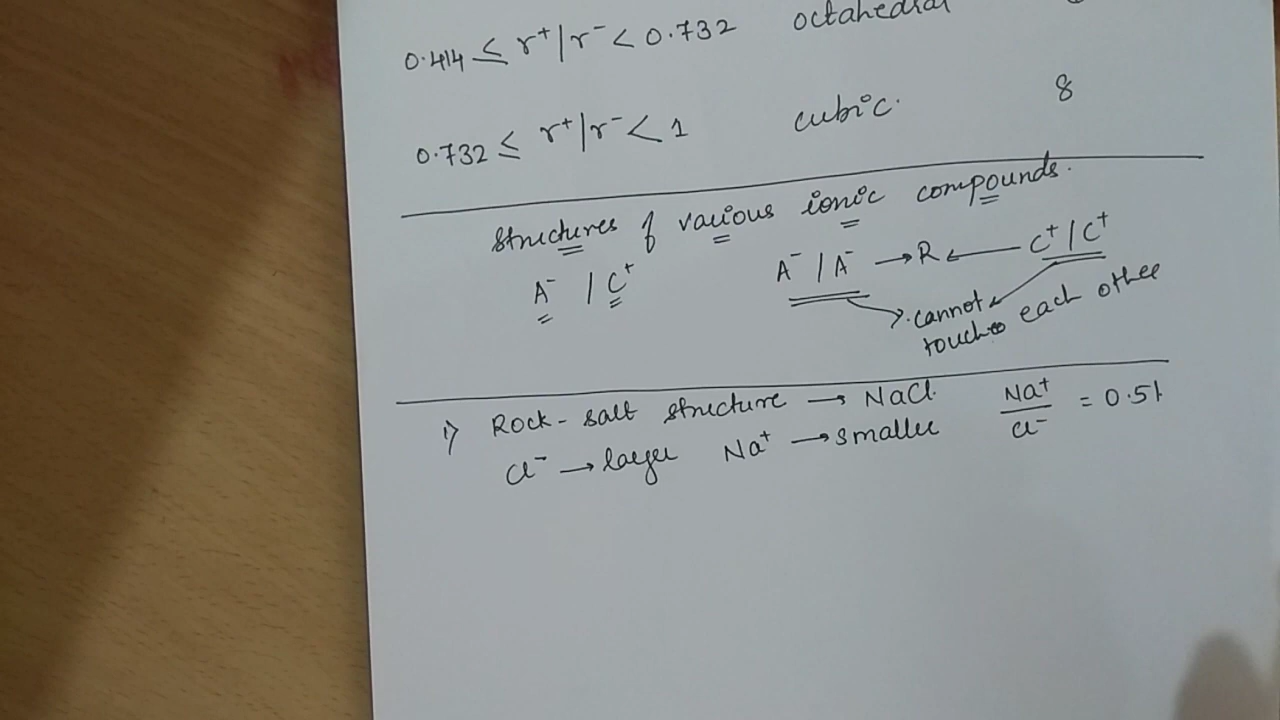 0.414 ≤ r⁺/r⁻ < 0.732 octahedral
0.732 ≤ r⁺/r⁻ < 1 cubic. 8
Structures of various ionic compounds.
A⁻ / C⁺ A⁻ / A⁻ → R ← C⁺ / C⁺
cannot
touch each other
1) Rock-salt structure → NaCl. Na⁺/Cl⁻ = 0.51
Cl⁻ → larger Na⁺ → smaller